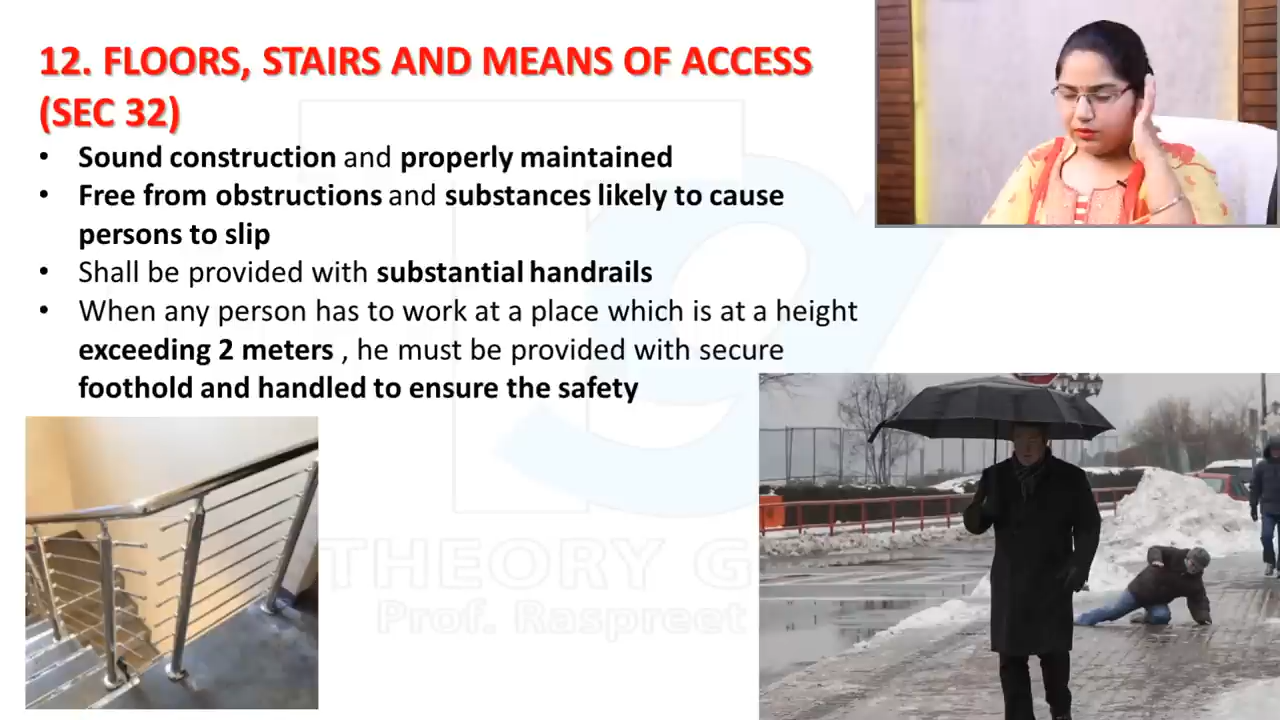 12. FLOORS, STAIRS AND MEANS OF ACCESS
(SEC 32)
• Sound construction and properly maintained
• Free from obstructions and substances likely to cause
persons to slip
• Shall be provided with substantial handrails
• When any person has to work at a place which is at a height
exceeding 2 meters , he must be provided with secure
foothold and handled to ensure the safety
THEORY G
Prof. Raspreet